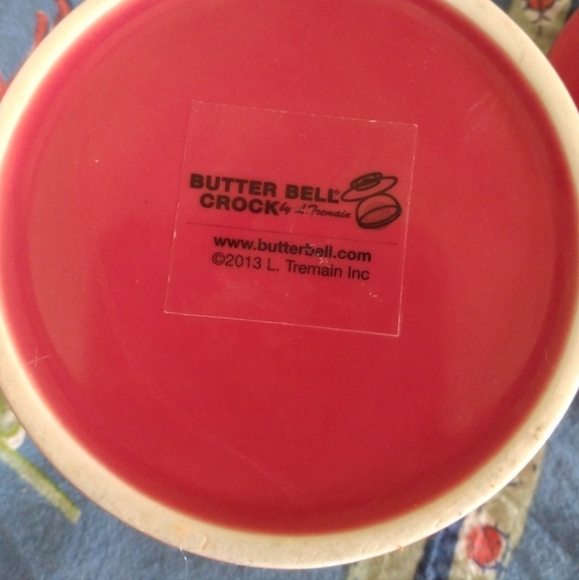 BUTTER BELL®
CROCK by L. Tremain
www.butterbell.com
©2013 L. Tremain Inc